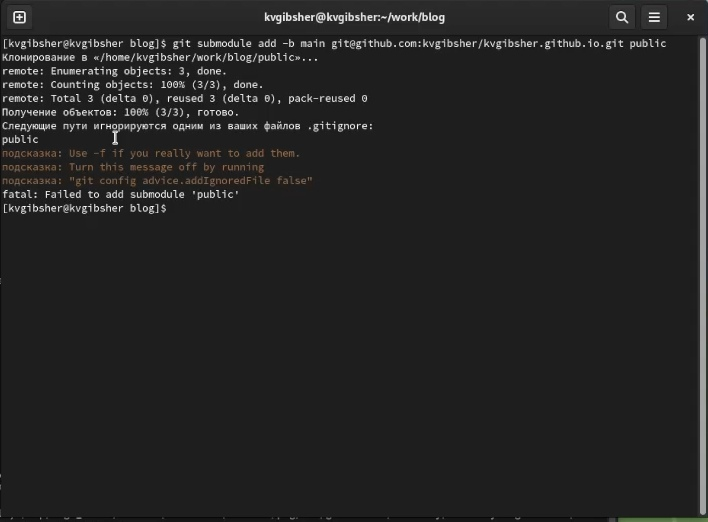 kvgibsher@kvgibsher:~/work/blog
[kvgibsher@kvgibsher blog]$ git submodule add -b main git@github.com:kvgibsher/kvgibsher.github.io.git public
Клонирование в «/home/kvgibsher/work/blog/public»...
remote: Enumerating objects: 3, done.
remote: Counting objects: 100% (3/3), done.
remote: Total 3 (delta 0), reused 3 (delta 0), pack-reused 0
Получение объектов: 100% (3/3), готово.
Следующие пути игнорируются одним из ваших файлов .gitignore:
public
подсказка: Use -f if you really want to add them.
подсказка: Turn this message off by running
подсказка: "git config advice.addIgnoredFile false"
fatal: Failed to add submodule 'public'
[kvgibsher@kvgibsher blog]$